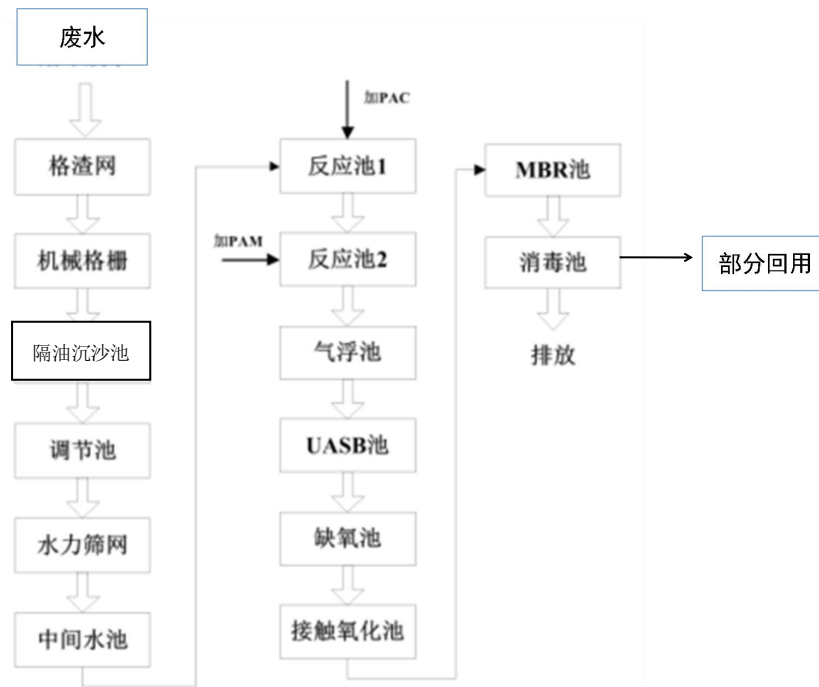 废水
格渣网
机械格栅
隔油沉沙池
调节池
水力筛网
中间水池
加PAC
反应池1
加PAM
反应池2
气浮池
UASB池
缺氧池
接触氧化池
MBR池
消毒池
部分回用
排放